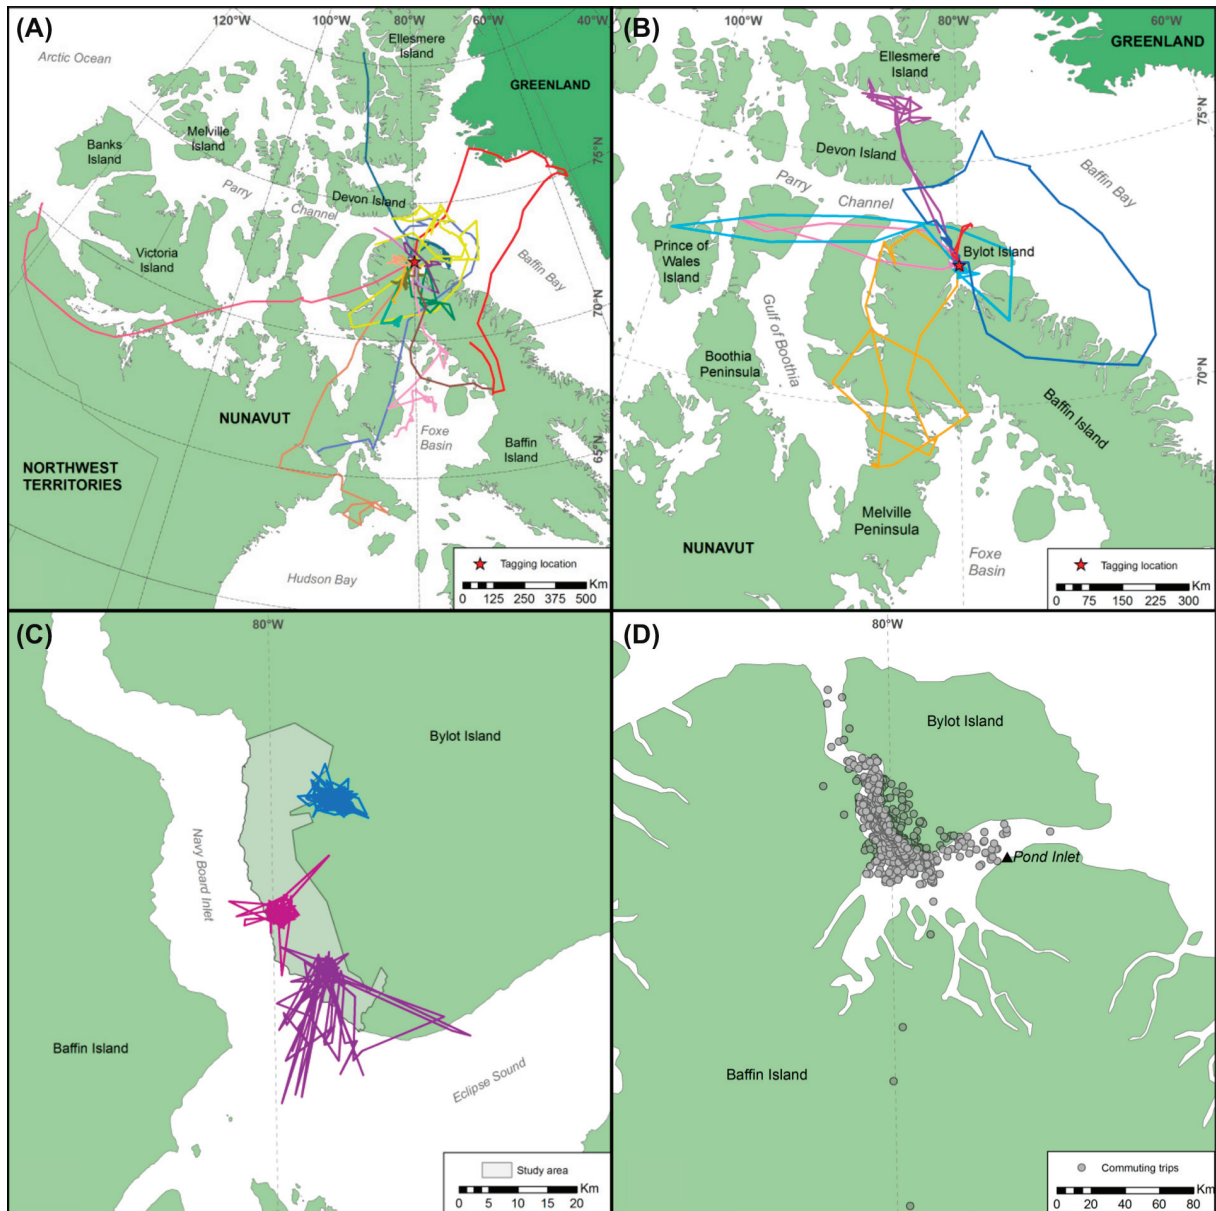 (A)
120°W
100°W
80°W
60°W
40°W
Arctic Ocean
Ellesmere
Island
GREENLAND
Banks
Island
Melville
Island
75°N
Parry
Channel
Devon Island
Victoria
Island
Baffin Bay
70°N
NUNAVUT
Foxe
Basin
Baffin
Island
65°N
NORTHWEST
TERRITORIES
Hudson Bay
Tagging location
0 125 250 375 500 Km
(B)
100°W
80°W
60°W
GREENLAND
Ellesmere
Island
75°N
Devon Island
Baffin Bay
Parry
Channel
Prince of
Wales
Island
Bylot Island
Gulf of Boothia
Boothia
Peninsula
70°N
Baffin Island
Melville
Peninsula
NUNAVUT
Foxe
Basin
Tagging location
0 75 150 225 300 Km
(C)
80°W
Bylot Island
Navy Board Inlet
Baffin Island
Eclipse Sound
Study area
0 5 10 15 20 Km
(D)
80°W
Bylot Island
Pond Inlet
Baffin Island
Commuting trips
0 20 40 60 80 Km